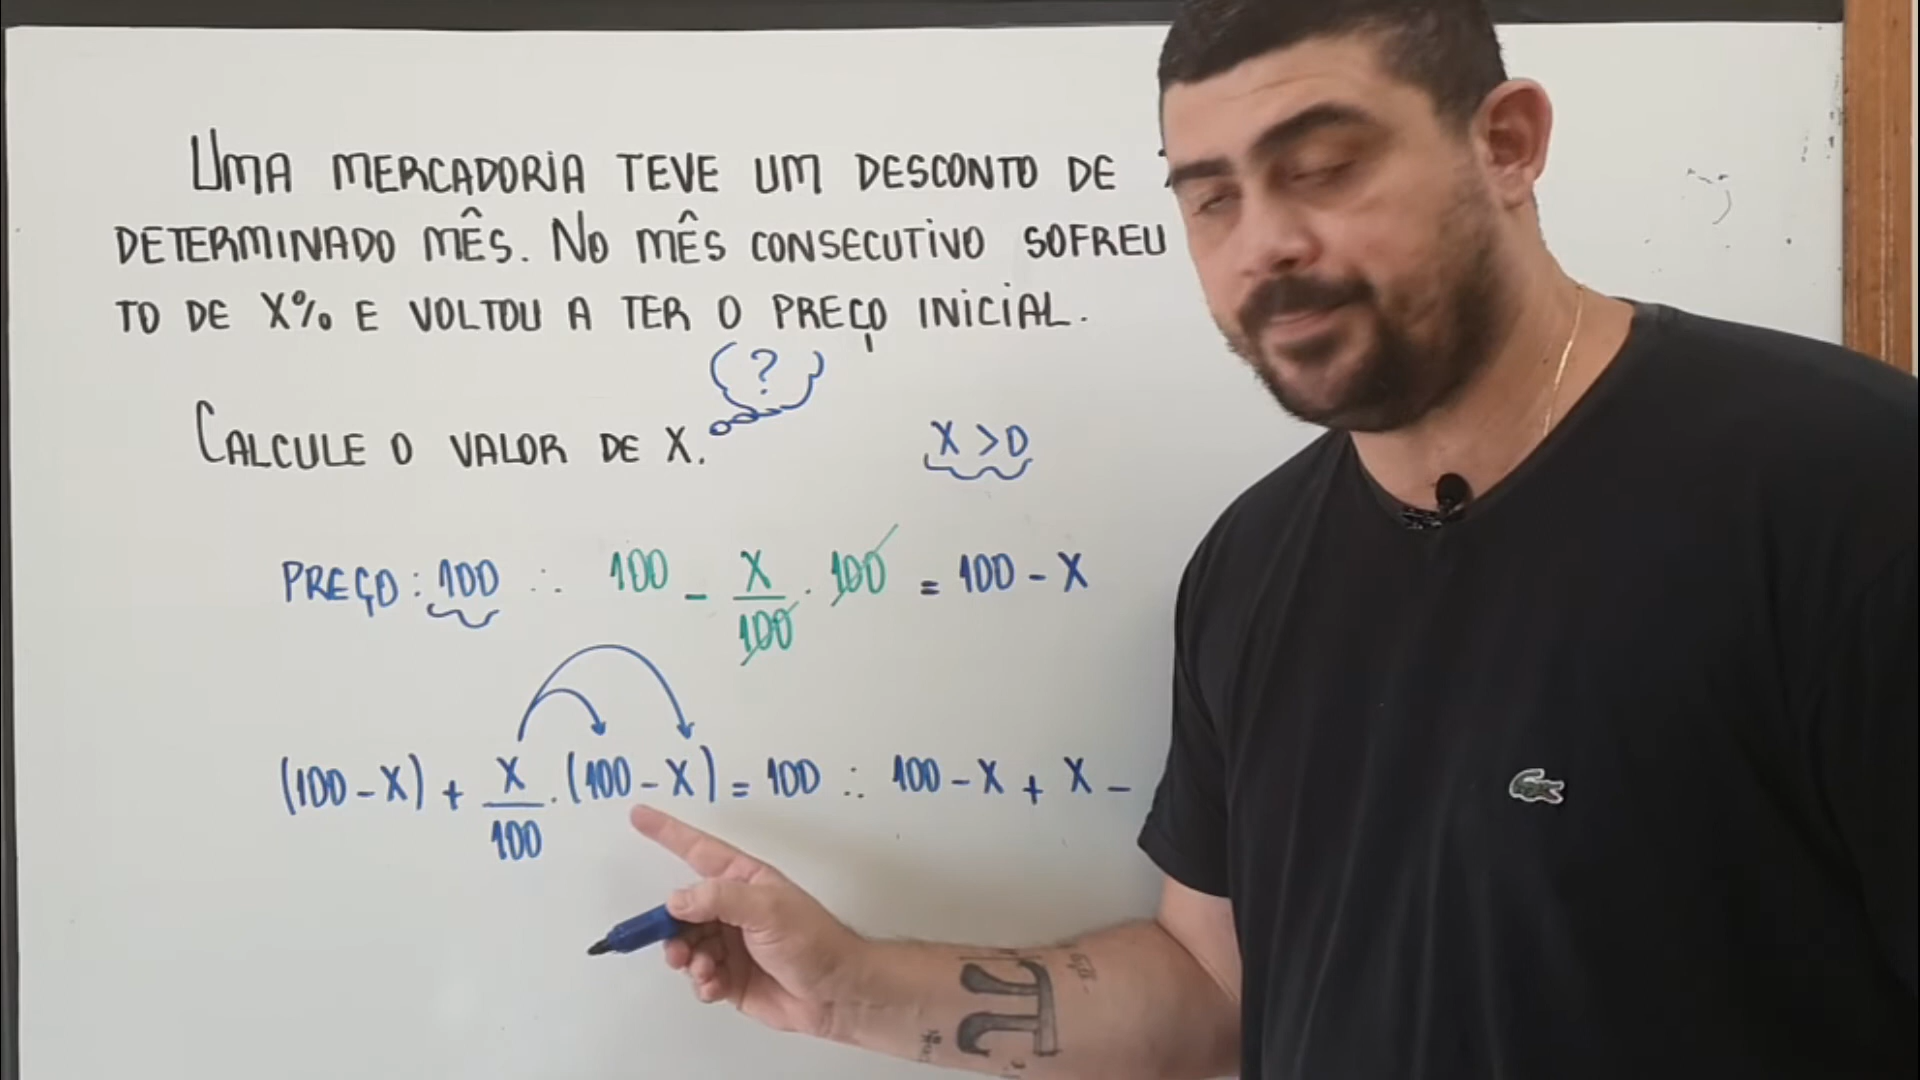 UMA MERCADORIA TEVE UM DESCONTO DE
DETERMINADO MÊS. NO MÊS CONSECUTIVO SOFREU
TO DE X% E VOLTOU A TER O PREÇO INICIAL.
?
CALCULE O VALOR DE X.
X > 0
PREÇO: 100 ∴ 100 - X/100 · 100 = 100 - X
(100 - X) + X/100 · (100 - X) = 100 ∴ 100 - X + X -
π